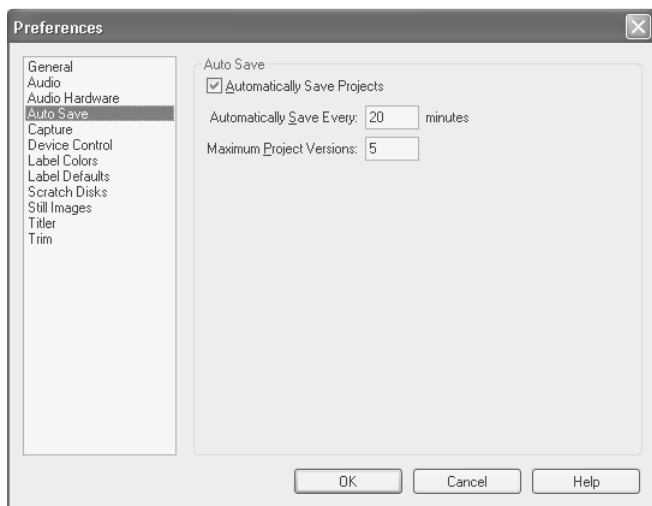 Preferences
General
Audio
Audio Hardware
Auto Save
Capture
Device Control
Label Colors
Label Defaults
Scratch Disks
Still Images
Titler
Trim
Auto Save
Automatically Save Projects
Automatically Save Every: 20 minutes
Maximum Project Versions: 5
OK Cancel Help